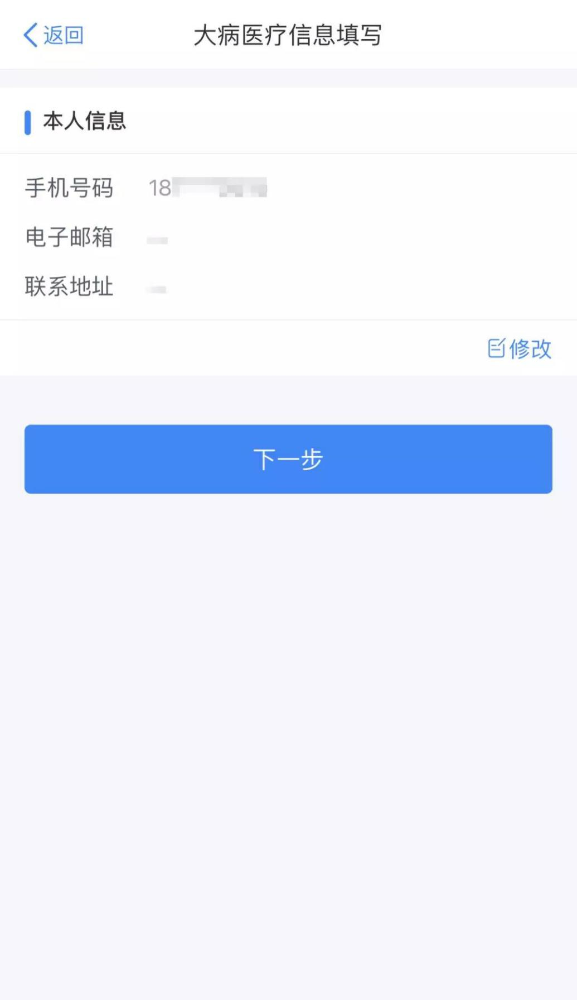 返回
大病医疗信息填写
本人信息
手机号码 18
电子邮箱
联系地址
修改
下一步